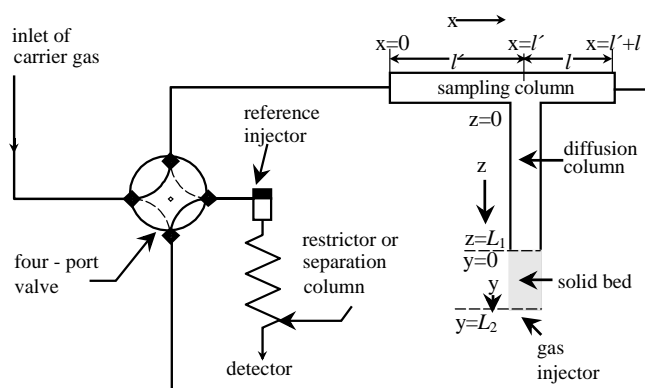 inlet of
carrier gas
x
x=0
x=l´
x=l´+l
l´
l
sampling column
z=0
reference
injector
diffusion
column
z
z=L1
y=0
four - port
valve
restrictor or
separation
column
y
solid bed
y=L2
gas
injector
detector